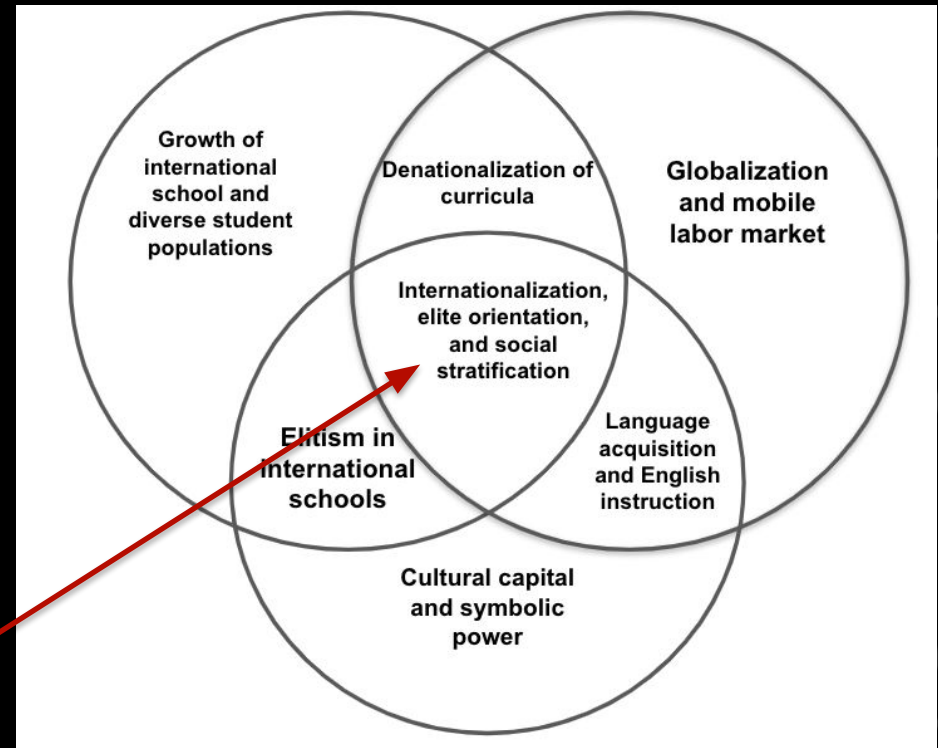 Growth of
international
school and
diverse student
populations
Denationalization of
curricula
Globalization
and mobile
labor market
Internationalization,
elite orientation,
and social
stratification
Elitism in
international
schools
Language
acquisition
and English
instruction
Cultural capital
and symbolic
power